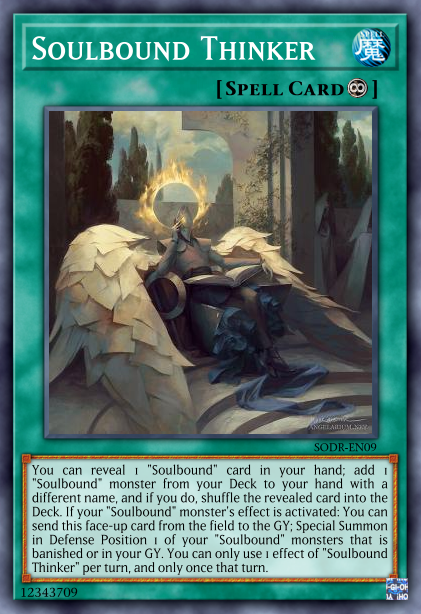 Soulbound Thinker
魔
[Spell Card ♾]
ANGELARIUM.NET
SODR-EN09
You can reveal 1 "Soulbound" card in your hand; add 1
"Soulbound" monster from your Deck to your hand with a
different name, and if you do, shuffle the revealed card into the
Deck. If your "Soulbound" monster's effect is activated: You can
send this face-up card from the field to the GY; Special Summon
in Defense Position 1 of your "Soulbound" monsters that is
banished or in your GY. You can only use 1 effect of "Soulbound
Thinker" per turn, and only once that turn.
12343709